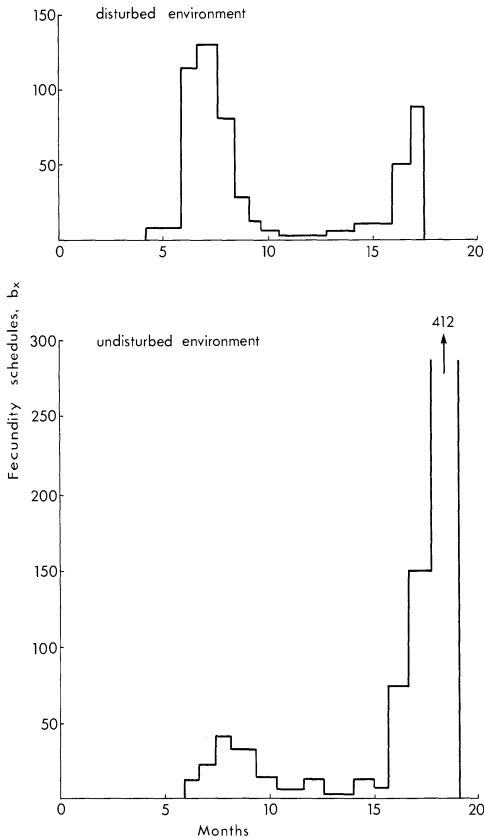 disturbed environment
150
100
50
0 5 10 15 20
Fecundity schedules, bx
undisturbed environment
412
300
250
200
150
100
50
0 5 10 15 20
Months